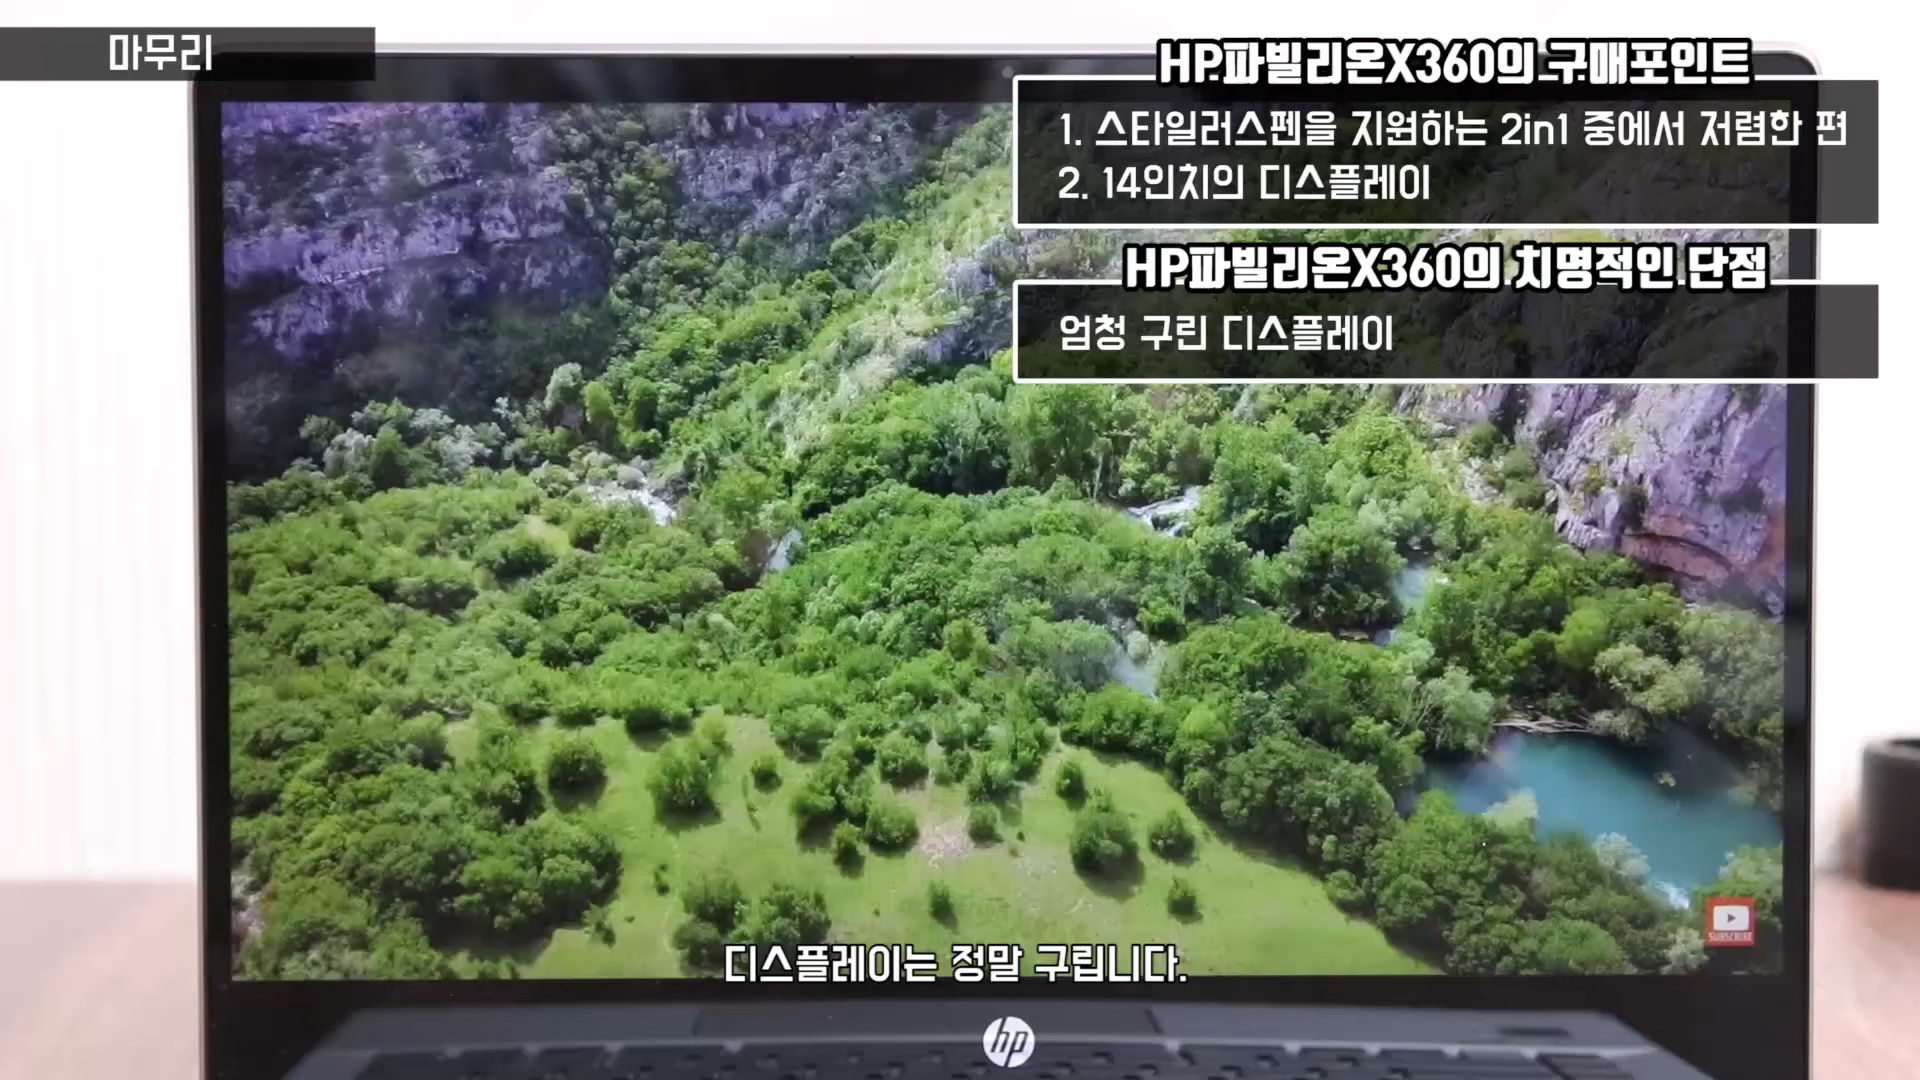 마무리
HP파빌리온X360의 구매포인트
1. 스타일러스펜을 지원하는 2in1 중에서 저렴한 편
2. 14인치의 디스플레이
HP파빌리온X360의 치명적인 단점
엄청 구린 디스플레이
SUBSCRIBE
디스플레이는 정말 구립니다.
hp